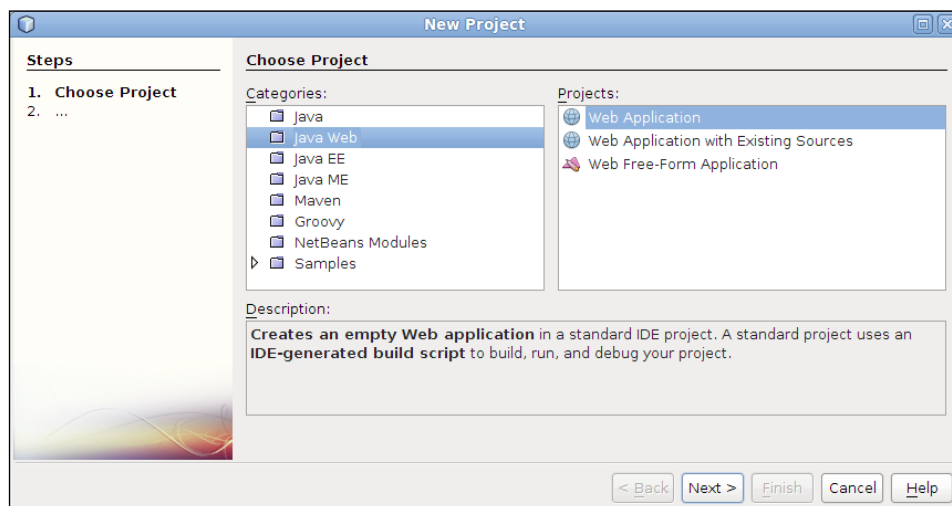 New Project
Steps
1. Choose Project
2. ...
Choose Project
Categories:
Java
Java Web
Java EE
Java ME
Maven
Groovy
NetBeans Modules
Samples
Projects:
Web Application
Web Application with Existing Sources
Web Free-Form Application
Description:
Creates an empty Web application in a standard IDE project. A standard project uses an
IDE-generated build script to build, run, and debug your project.
< Back Next > Finish Cancel Help